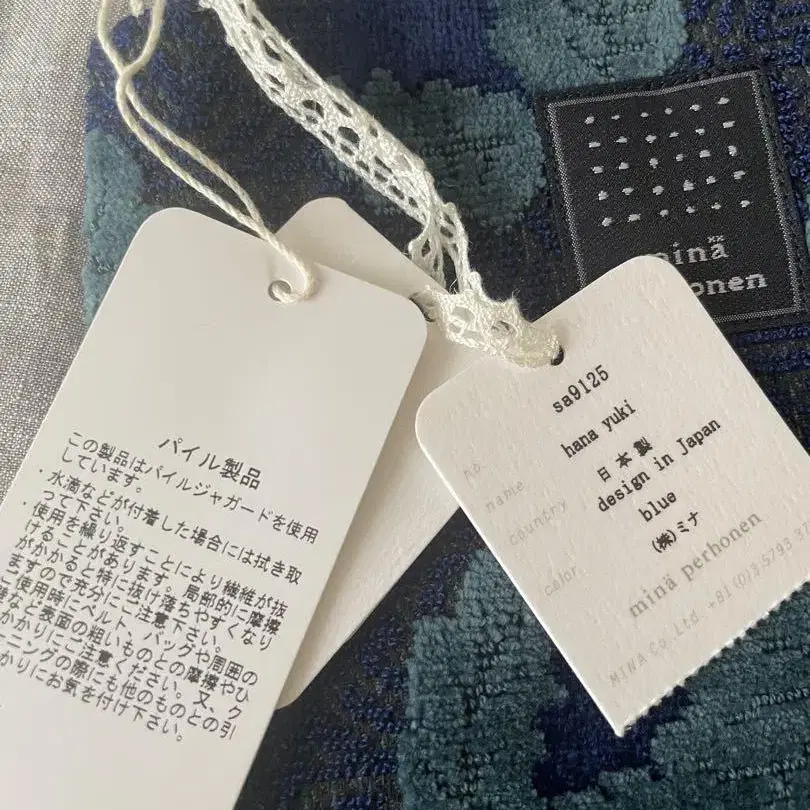 パイル製品
この製品はパイルジャガードを使用
しています。
・水滴などが付着した場合には拭き取
って下さい。
・使用を繰り返すことにより繊維が抜
けることがあります。局部的に摩擦
がかかると特に抜け落ちやすくなり
ますので充分にご注意下さい。
ご使用時にベルト、バッグや周囲の
など表面の粗いものとの摩擦やひ
かかりにご注意ください。又、ク
ニングの際にも他のものとの引
かりにお気を付け下さい。
minä
honen
no.
sa9125
name
hana yuki
country
日本製
design in Japan
color
blue
(株)ミナ
minä perhonen
MINA Co.,Ltd. +81(0)3 5793 3